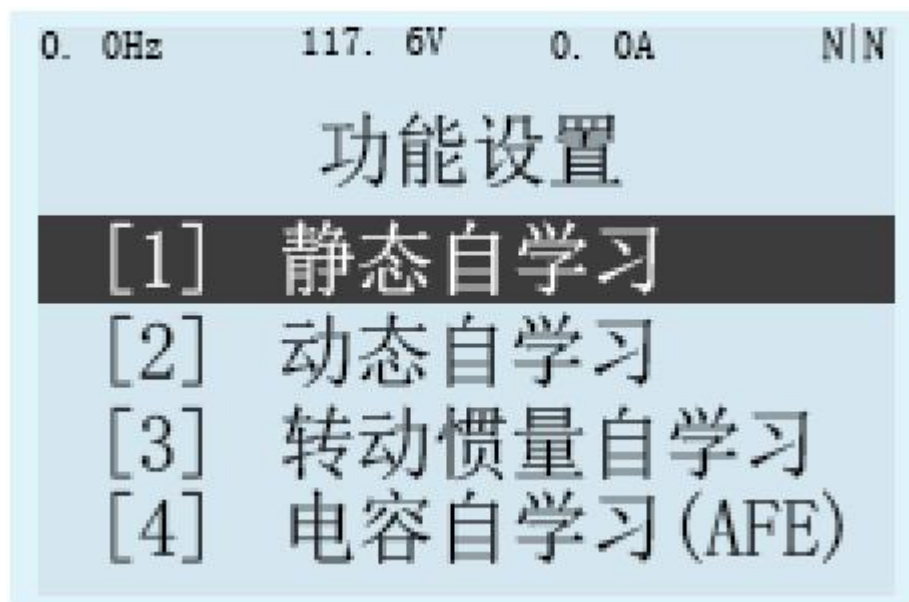 0. 0Hz 117. 6V 0. 0A N|N
功能设置
[1] 静态自学习
[2] 动态自学习
[3] 转动惯量自学习
[4] 电容自学习(AFE)